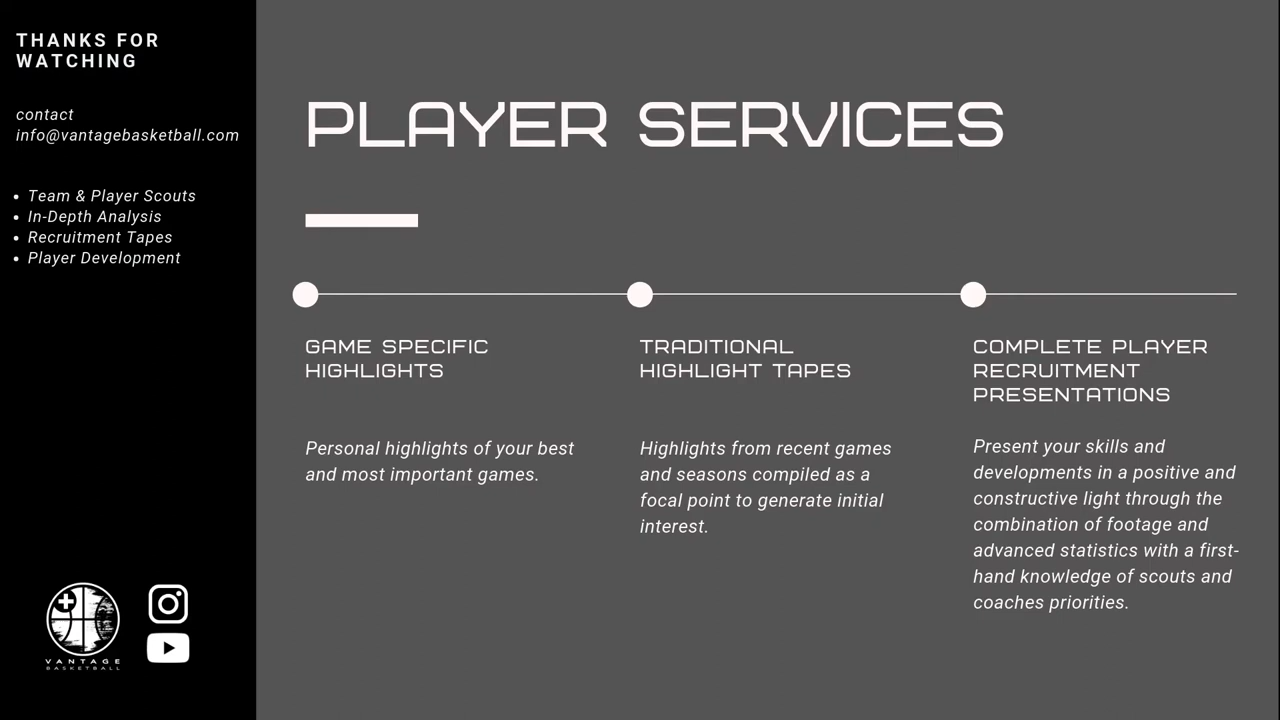 THANKS FOR
WATCHING
contact
info@vantagebasketball.com
• Team & Player Scouts
• In-Depth Analysis
• Recruitment Tapes
• Player Development
VANTAGE
BASKETBALL
PLAYER SERVICES
GAME SPECIFIC
HIGHLIGHTS
Personal highlights of your best
and most important games.
TRADITIONAL
HIGHLIGHT TAPES
Highlights from recent games
and seasons compiled as a
focal point to generate initial
interest.
COMPLETE PLAYER
RECRUITMENT
PRESENTATIONS
Present your skills and
developments in a positive and
constructive light through the
combination of footage and
advanced statistics with a first-
hand knowledge of scouts and
coaches priorities.